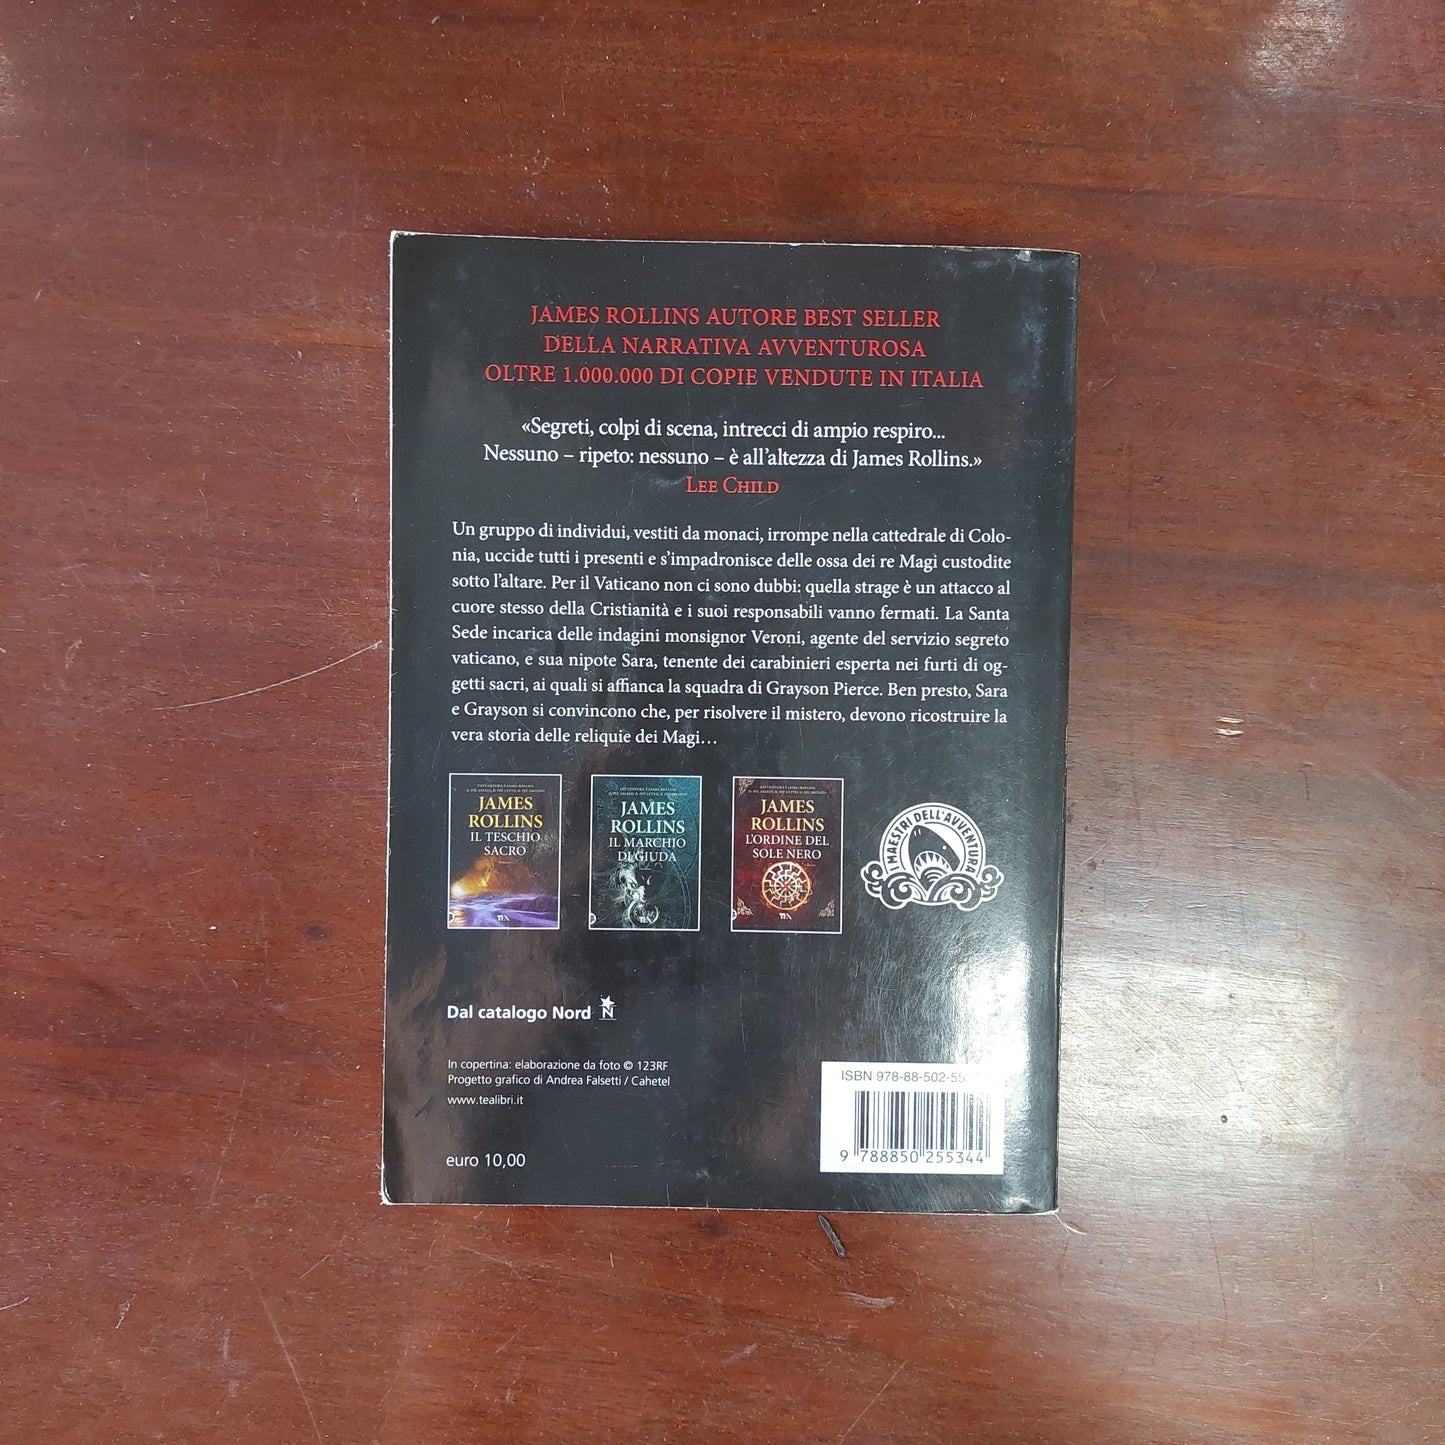 JAMES ROLLINS AUTORE BEST SELLER
DELLA NARRATIVA AVVENTUROSA
OLTRE 1.000.000 DI COPIE VENDUTE IN ITALIA
«Segreti, colpi di scena, intrecci di ampio respiro...
Nessuno – ripeto: nessuno – è all'altezza di James Rollins.»
LEE CHILD
Un gruppo di individui, vestiti da monaci, irrompe nella cattedrale di Colo-
nia, uccide tutti i presenti e s'impadronisce delle ossa dei re Magi custodite
sotto l'altare. Per il Vaticano non ci sono dubbi: quella strage è un attacco al
cuore stesso della Cristianità e i suoi responsabili vanno fermati. La Santa
Sede incarica delle indagini monsignor Veroni, agente del servizio segreto
vaticano, e sua nipote Sara, tenente dei carabinieri esperta nei furti di og-
getti sacri, ai quali si affianca la squadra di Grayson Pierce. Ben presto, Sara
e Grayson si convincono che, per risolvere il mistero, devono ricostruire la
vera storia delle reliquie dei Magi…
JAMES
ROLLINS
IL TESCHIO
SACRO
TEA
JAMES
ROLLINS
IL MARCHIO
DI GIUDA
TEA
JAMES
ROLLINS
L'ORDINE DEL
SOLE NERO
TEA
I MAESTRI DELL'AVVENTURA
Dal catalogo Nord N
In copertina: elaborazione da foto © 123RF
Progetto grafico di Andrea Falsetti / Cahetel
www.tealibri.it
euro 10,00
ISBN 978-88-502-55
9 788850 255344